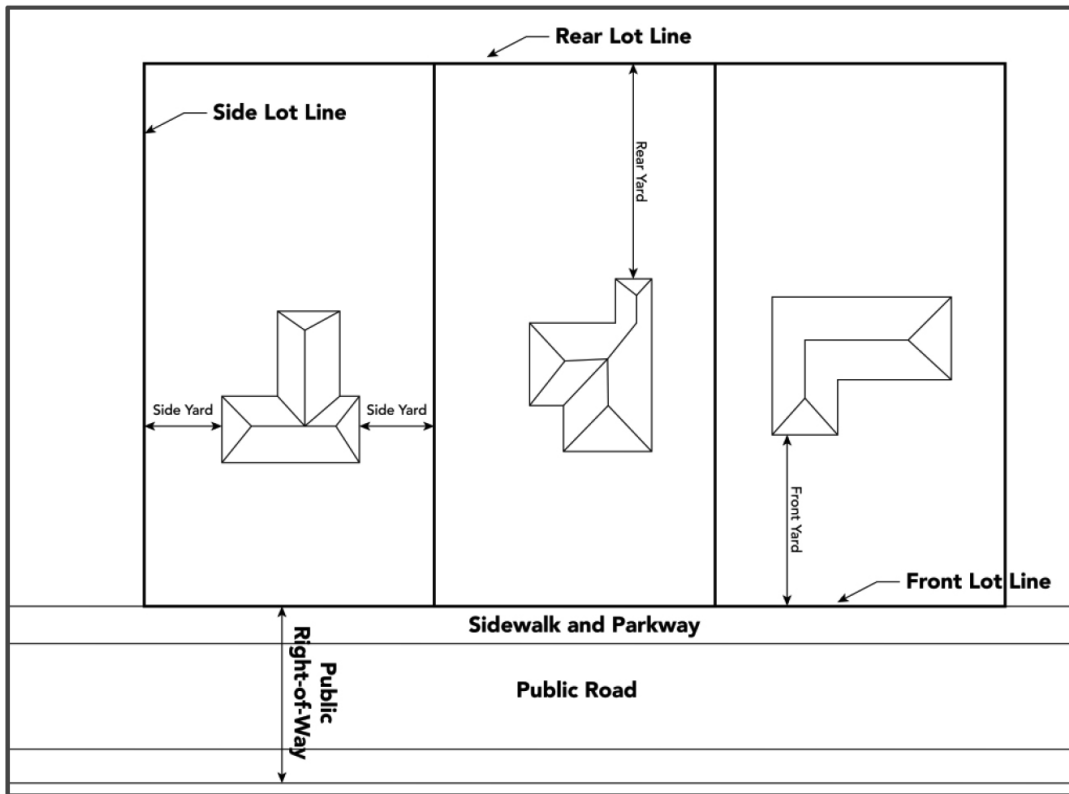 Rear Lot Line
Side Lot Line
Rear Yard
Side Yard
Side Yard
Front Yard
Front Lot Line
Sidewalk and Parkway
Public
Right-of-Way
Public Road